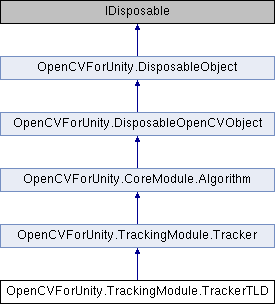 IDisposable
OpenCVForUnity.DisposableObject
OpenCVForUnity.DisposableOpenCVObject
OpenCVForUnity.CoreModule.Algorithm
OpenCVForUnity.TrackingModule.Tracker
OpenCVForUnity.TrackingModule.TrackerTLD